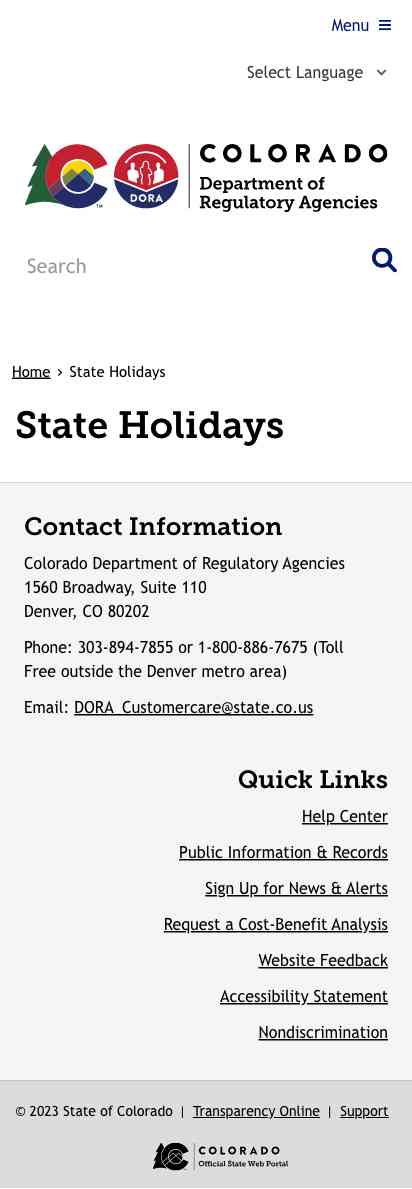 Menu
Select Language
COLORADO
Department of
Regulatory Agencies
DORA
TM
Search
Home › State Holidays
State Holidays
Contact Information
Colorado Department of Regulatory Agencies
1560 Broadway, Suite 110
Denver, CO 80202
Phone: 303-894-7855 or 1-800-886-7675 (Toll
Free outside the Denver metro area)
Email: DORA_Customercare@state.co.us
Quick Links
Help Center
Public Information & Records
Sign Up for News & Alerts
Request a Cost-Benefit Analysis
Website Feedback
Accessibility Statement
Nondiscrimination
© 2023 State of Colorado | Transparency Online | Support
COLORADO
Official State Web Portal